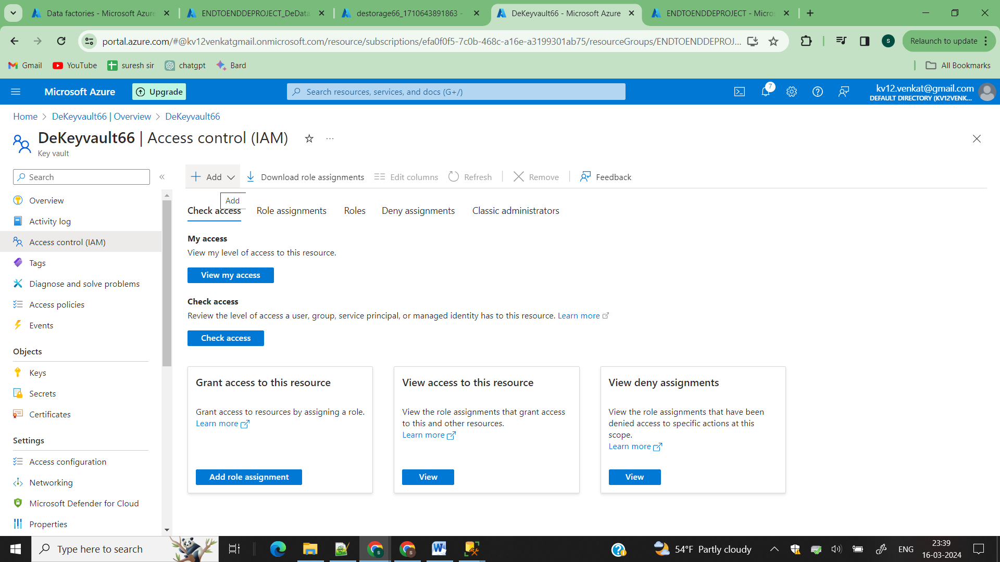 Data factories - Microsoft Azure
ENDTOENDDEPROJECT_DeData
destorage66_1710643891863 -
DeKeyvault66 - Microsoft Azure
ENDTOENDDEPROJECT - Micros
portal.azure.com/#@kv12venkatgmail.onmicrosoft.com/resource/subscriptions/efa0f0f5-7c0b-468c-a16e-a3199301ab75/resourceGroups/ENDTOENDDEPROJ...
s
Relaunch to update
Gmail
YouTube
suresh sir
chatgpt
Bard
All Bookmarks
Microsoft Azure
Upgrade
Search resources, services, and docs (G+/)
7
kv12.venkat@gmail.com
DEFAULT DIRECTORY (KV12VENK...
Home > DeKeyvault66 | Overview > DeKeyvault66
DeKeyvault66 | Access control (IAM)
Key vault
Search
Add
Download role assignments
Edit columns
Refresh
Remove
Feedback
Add
Overview
Activity log
Access control (IAM)
Tags
Diagnose and solve problems
Access policies
Events
Objects
Keys
Secrets
Certificates
Settings
Access configuration
Networking
Microsoft Defender for Cloud
Properties
Check access
Role assignments
Roles
Deny assignments
Classic administrators
My access
View my level of access to this resource.
View my access
Check access
Review the level of access a user, group, service principal, or managed identity has to this resource. Learn more
Check access
Grant access to this resource
Grant access to resources by assigning a role.
Learn more
Add role assignment
View access to this resource
View the role assignments that grant access
to this and other resources.
Learn more
View
View deny assignments
View the role assignments that have been
denied access to specific actions at this
scope.
Learn more
View
Type here to search
54°F Partly cloudy
ENG
23:39
16-03-2024